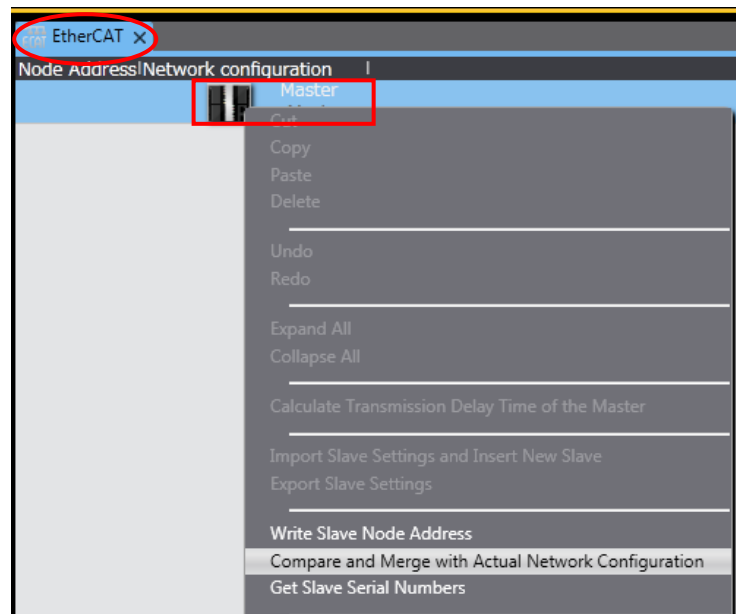 EtherCAT
Node Address Network configuration
Master
Cut
Copy
Paste
Delete
Undo
Redo
Expand All
Collapse All
Calculate Transmission Delay Time of the Master
Import Slave Settings and Insert New Slave
Export Slave Settings
Write Slave Node Address
Compare and Merge with Actual Network Configuration
Get Slave Serial Numbers